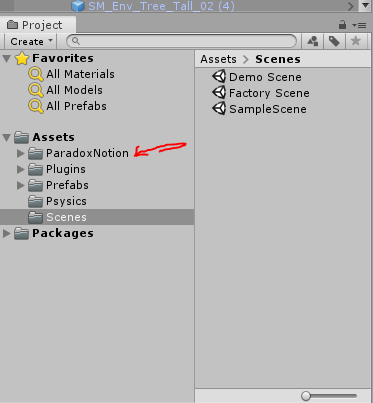 SM_Env_Tree_Tall_02 (4)
Project
Create
Favorites
All Materials
All Models
All Prefabs
Assets
ParadoxNotion
Plugins
Prefabs
Psysics
Scenes
Packages
Assets Scenes
Demo Scene
Factory Scene
SampleScene